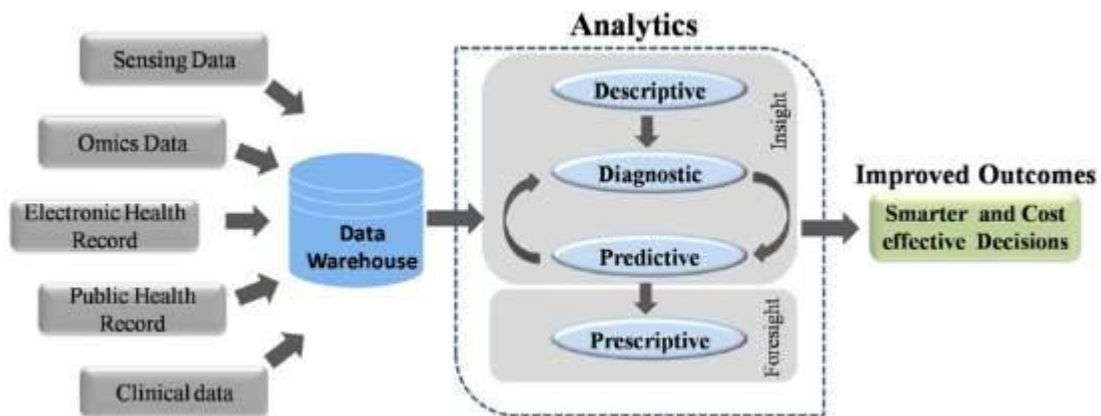 Analytics
Sensing Data
Omics Data
Electronic Health
Record
Public Health
Record
Clinical data
Data
Warehouse
Descriptive
Diagnostic
Predictive
Insight
Prescriptive
Foresight
Improved Outcomes
Smarter and Cost
effective Decisions